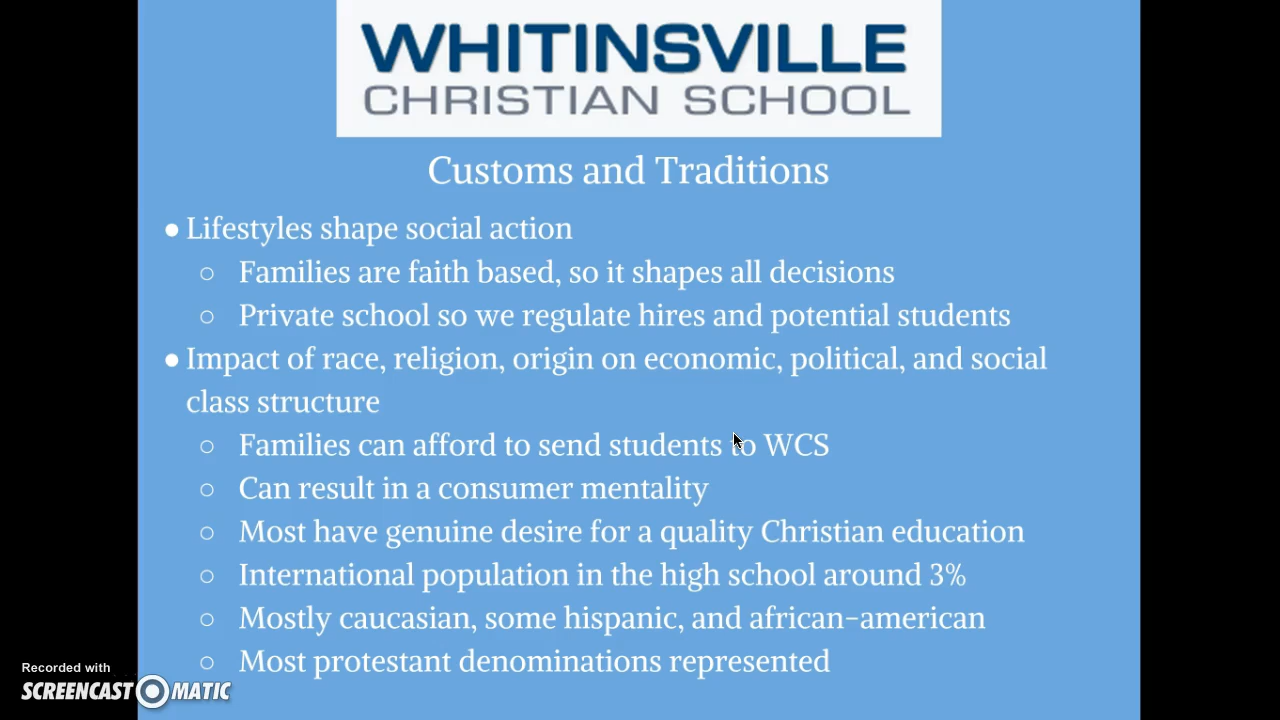 WHITINSVILLE
CHRISTIAN SCHOOL
Customs and Traditions
● Lifestyles shape social action
○ Families are faith based, so it shapes all decisions
○ Private school so we regulate hires and potential students
● Impact of race, religion, origin on economic, political, and social
class structure
○ Families can afford to send students to WCS
○ Can result in a consumer mentality
○ Most have genuine desire for a quality Christian education
○ International population in the high school around 3%
○ Mostly caucasian, some hispanic, and african-american
○ Most protestant denominations represented
Recorded with
SCREENCAST MATIC